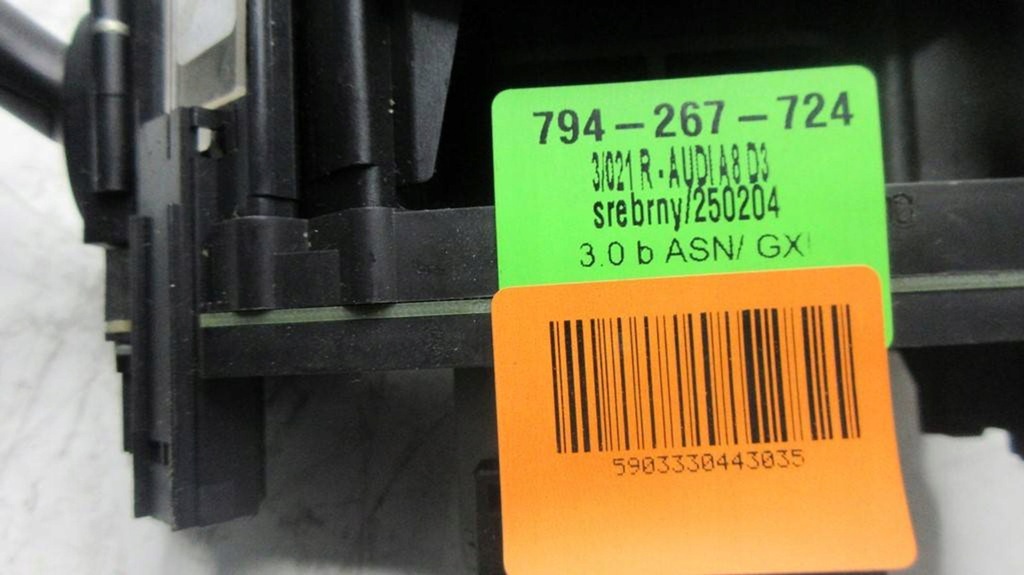 794-267-724
3/021 R - AUDI A8 D3
srebrny/250204
3.0 b ASN/ GX
5903330443035